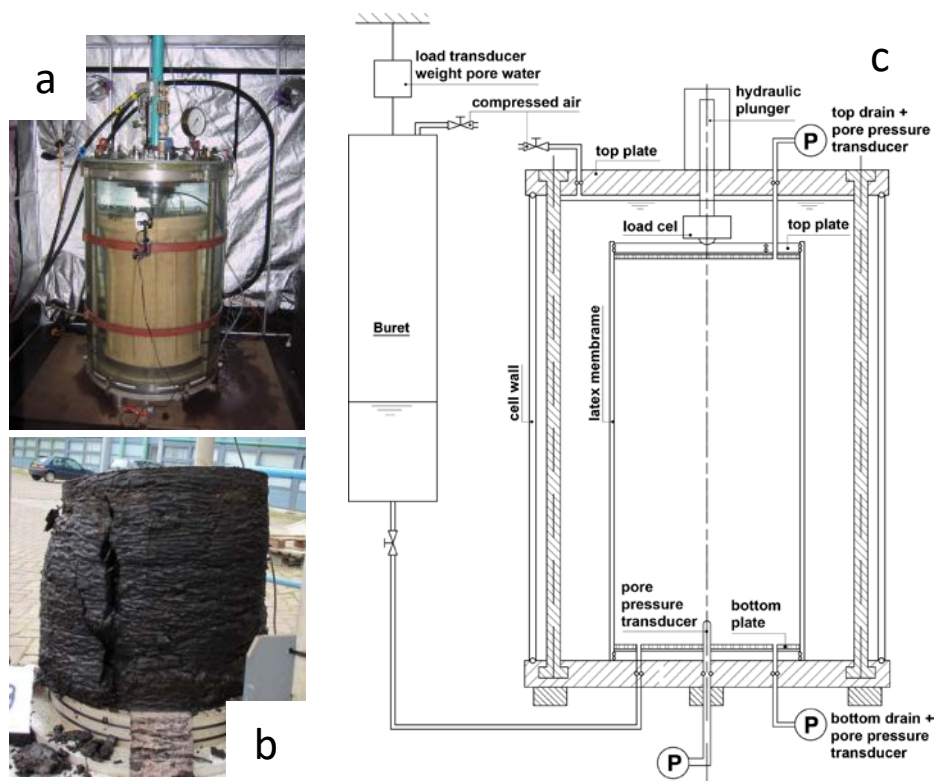 a
b
c
load transducer
weight pore water
compressed air
hydraulic
plunger
top drain +
pore pressure
transducer
P
top plate
load cel
top plate
Buret
cell wall
latex membrame
pore
pressure
transducer
bottom
plate
P
bottom drain +
pore pressure
transducer
P